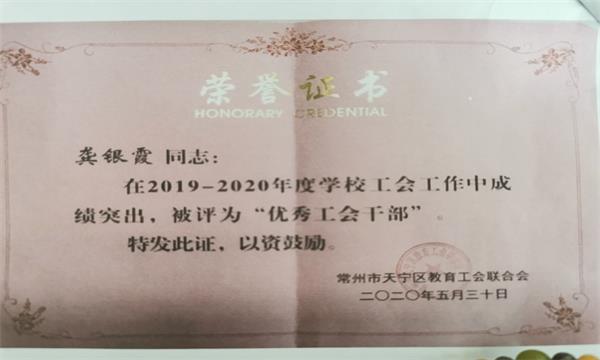 荣誉证书
HONORARY CREDENTIAL
龚银霞 同志：
在2019-2020年度学校工会工作中成
绩突出，被评为“优秀工会干部”。
特发此证，以资鼓励。
常州市天宁区教育工会联合会
二〇二〇年五月三十日